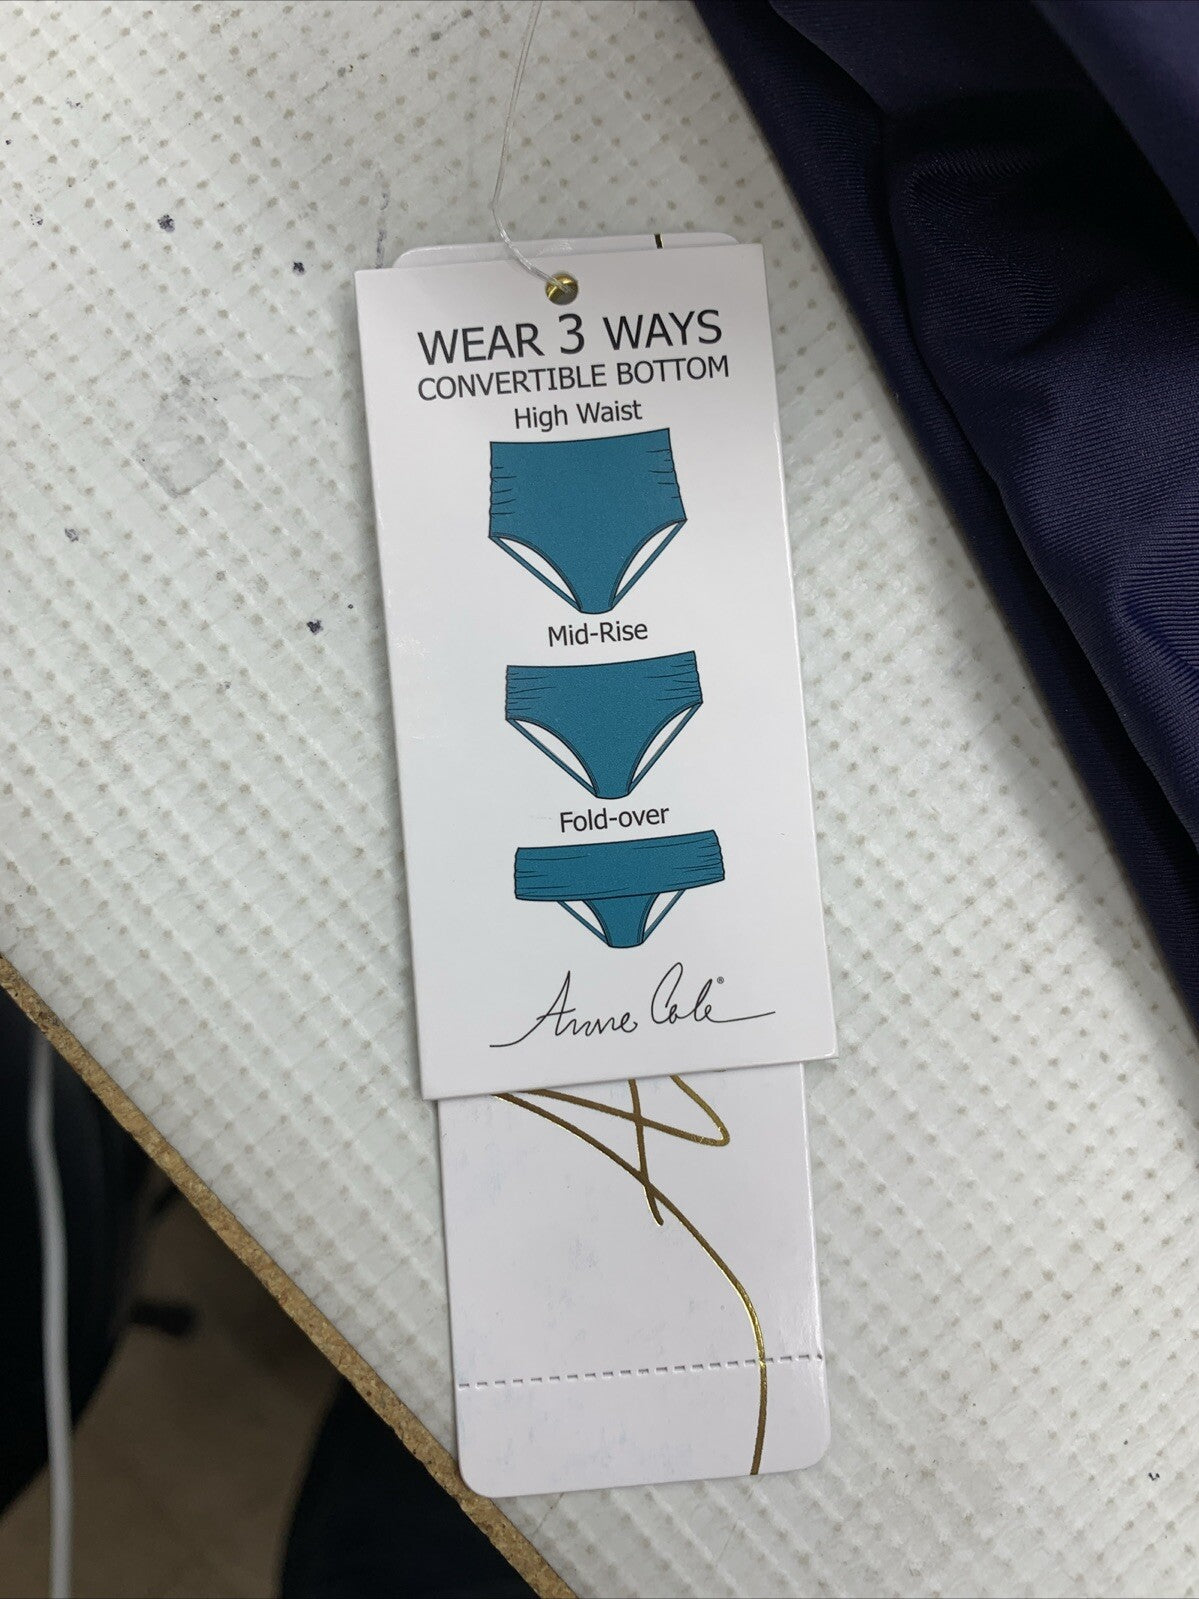 WEAR 3 WAYS
CONVERTIBLE BOTTOM
High Waist
Mid-Rise
Fold-over
Anne Cole®